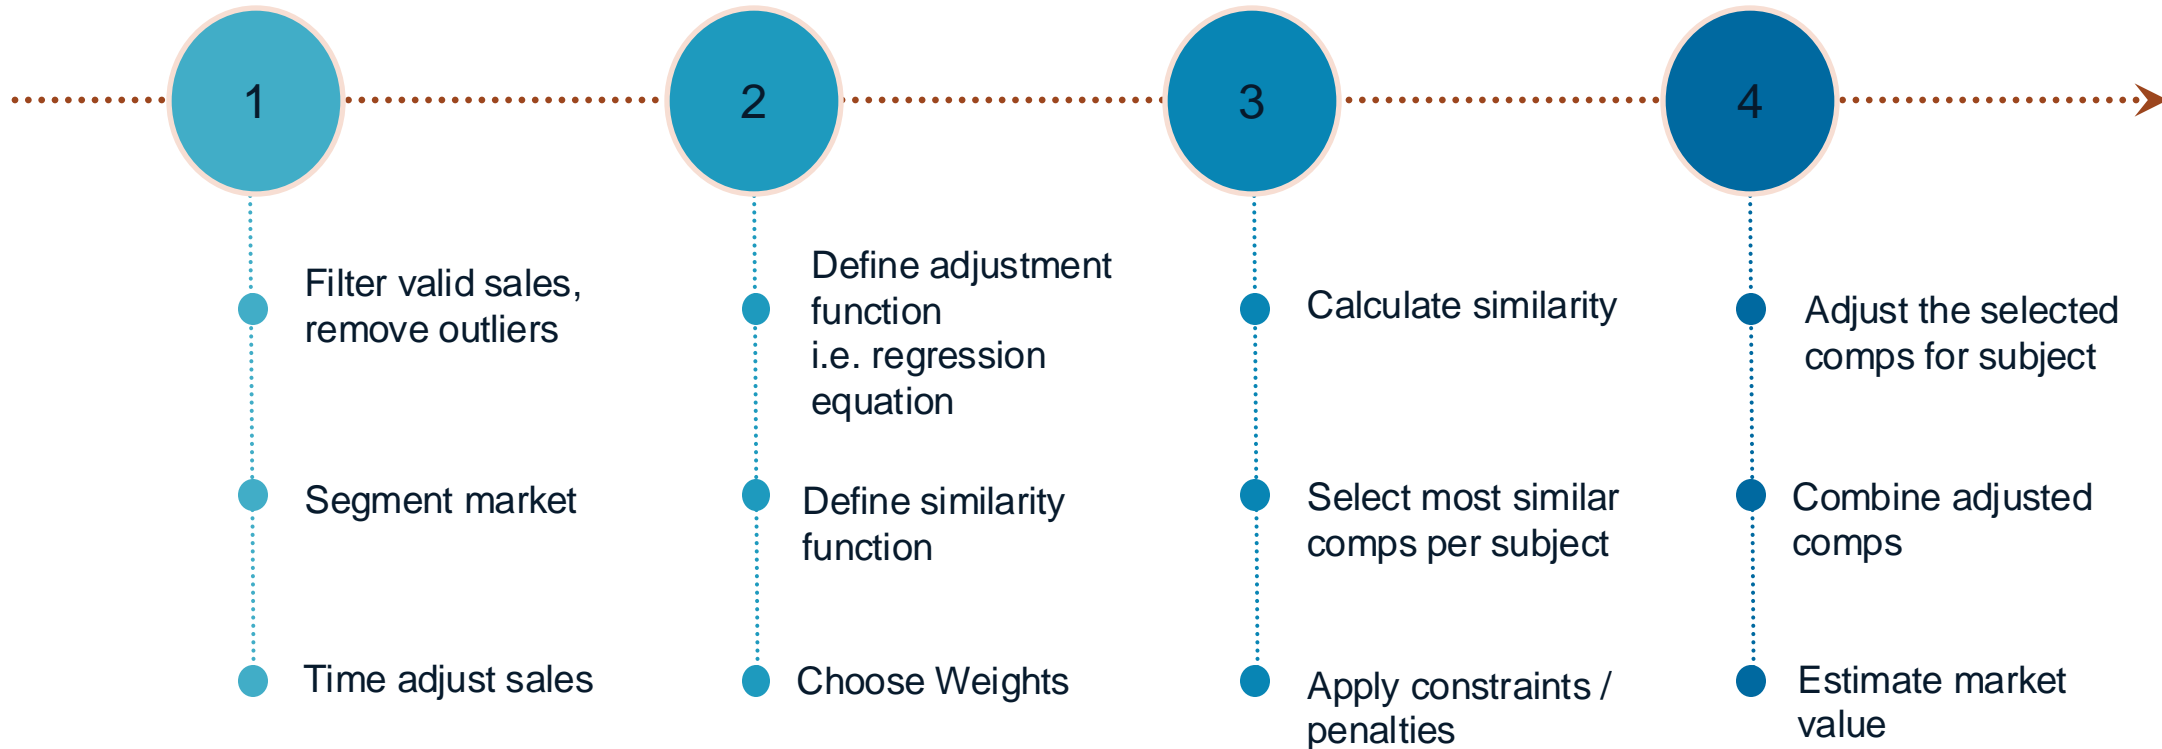 1
2
3
4
Filter valid sales,
remove outliers
Segment market
Time adjust sales
Define adjustment
function
i.e. regression
equation
Define similarity
function
Choose Weights
Calculate similarity
Select most similar
comps per subject
Apply constraints /
penalties
Adjust the selected
comps for subject
Combine adjusted
comps
Estimate market
value